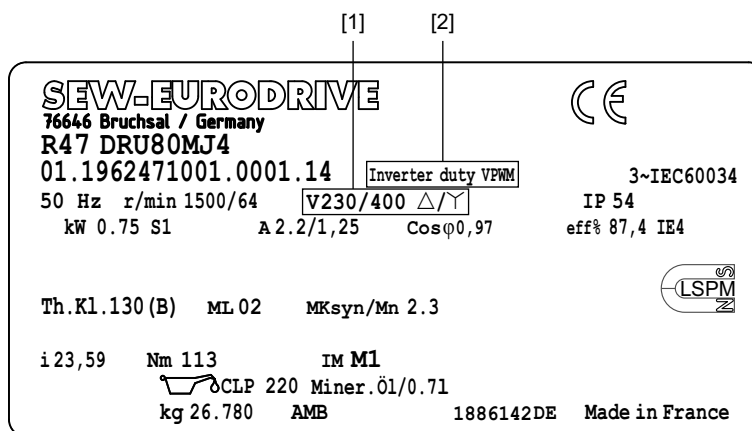 [1] [2]
SEW-EURODRIVE CE
76646 Bruchsal / Germany
R47 DRU80MJ4
01.1962471001.0001.14 Inverter duty VPWM 3~IEC60034
50 Hz r/min 1500/64 V230/400 △/Y IP 54
kW 0.75 S1 A 2.2/1,25 Cosφ0,97 eff% 87,4 IE4
LSPM S N
Th.Kl.130(B) ML 02 MKsyn/Mn 2.3
i 23,59 Nm 113 IM M1
CLP 220 Miner.Öl/0.7l
kg 26.780 AMB 1886142DE Made in France